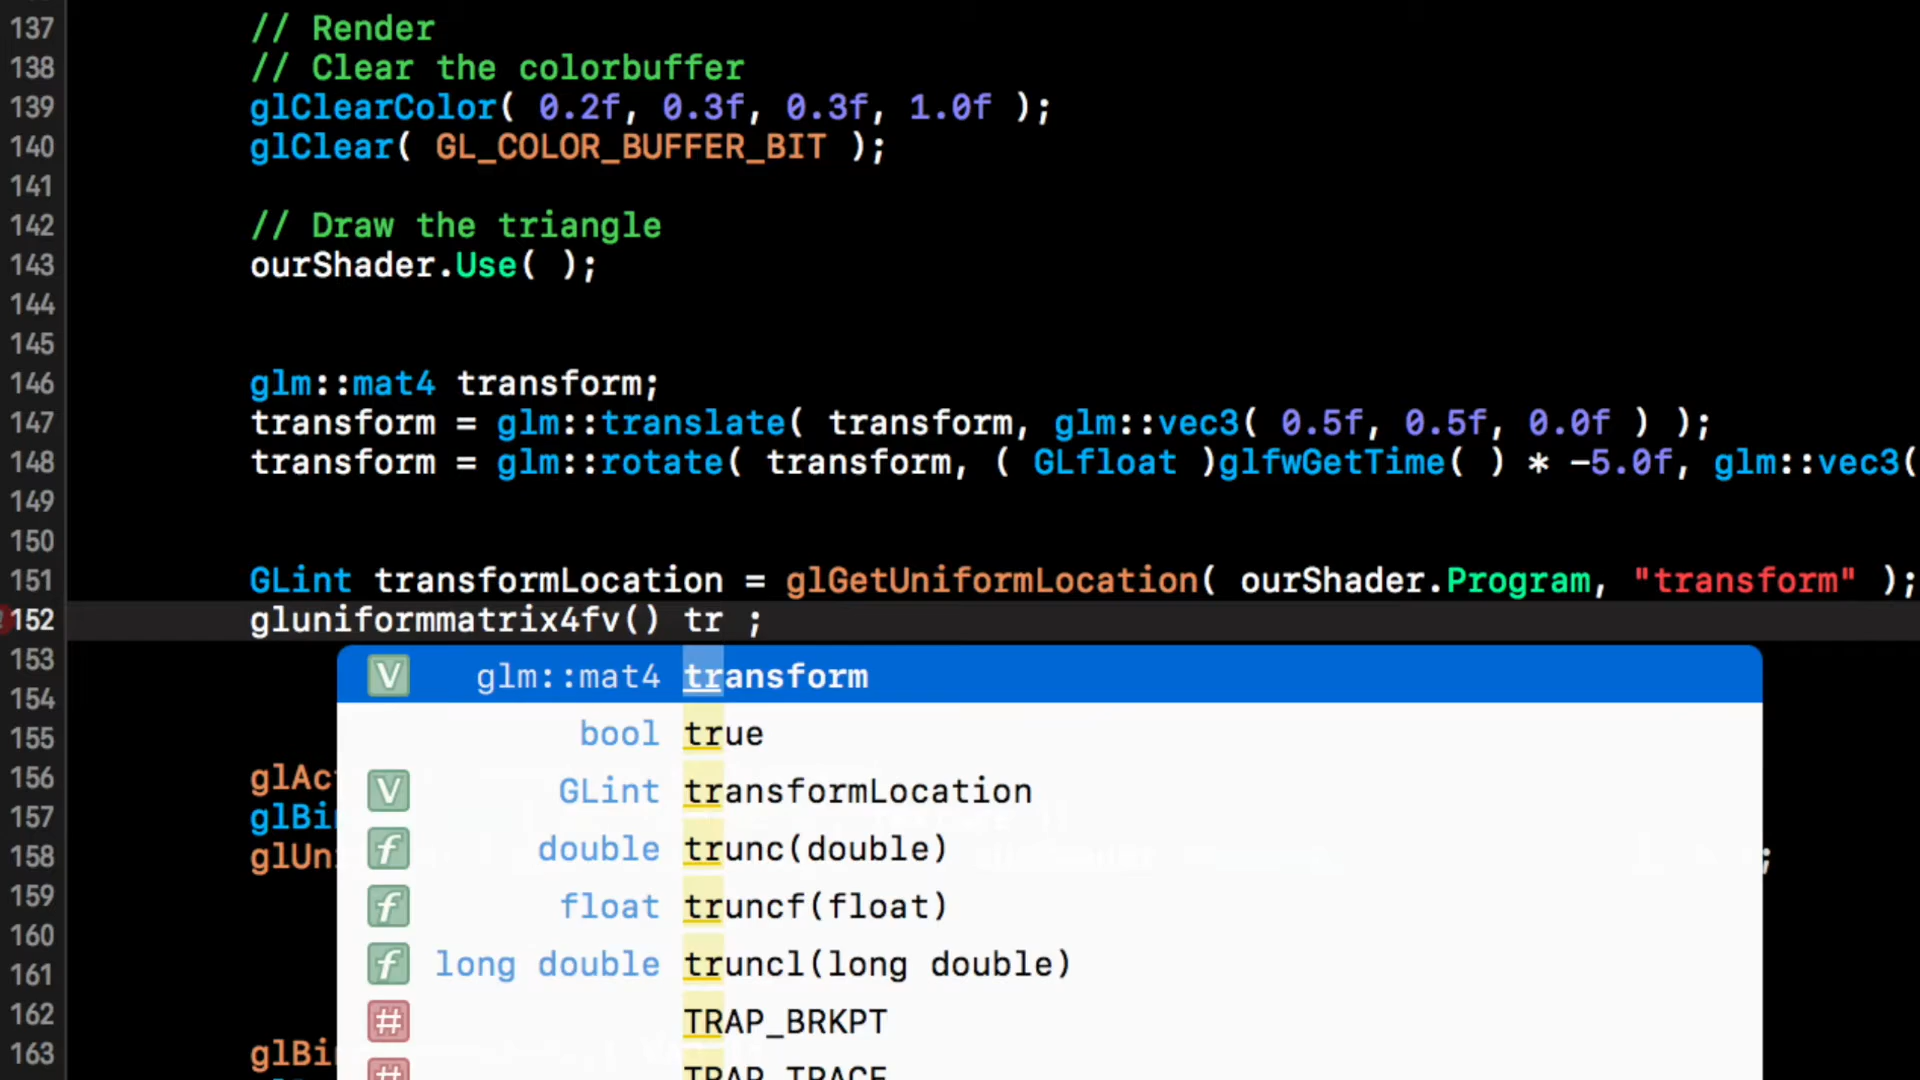 137 // Render
138 // Clear the colorbuffer
139 glClearColor( 0.2f, 0.3f, 0.3f, 1.0f );
140 glClear( GL_COLOR_BUFFER_BIT );
141
142 // Draw the triangle
143 ourShader.Use( );
144
145
146 glm::mat4 transform;
147 transform = glm::translate( transform, glm::vec3( 0.5f, 0.5f, 0.0f ) );
148 transform = glm::rotate( transform, ( GLfloat )glfwGetTime( ) * -5.0f, glm::vec3(
149
150
151 GLint transformLocation = glGetUniformLocation( ourShader.Program, "transform" );
152 gluniformmatrix4fv() tr ;
153
V glm::mat4 transform
154
bool true
155
156 glAc
V GLint transformLocation
157 glBi
f double trunc(double)
158 glUn ;
159
f float truncf(float)
160
f long double truncl(long double)
161
162
# TRAP_BRKPT
163 glBi
# TRAP_TRACE